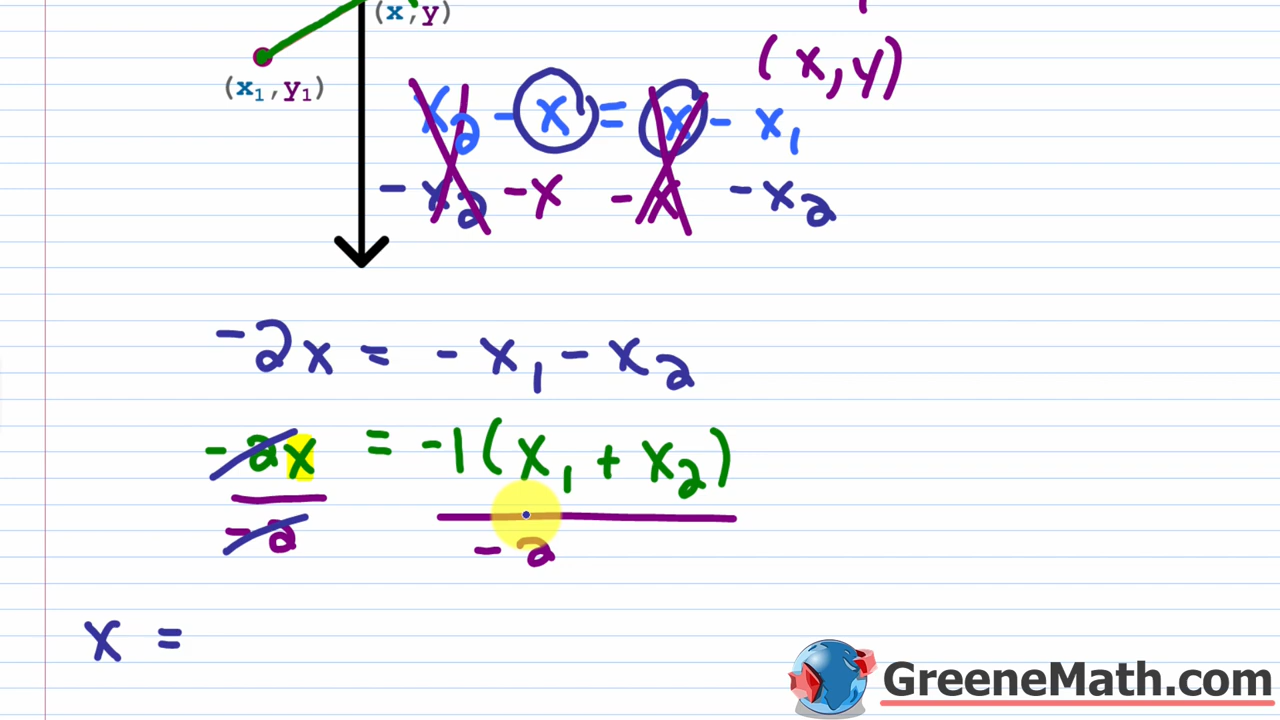 (x,y)
(x₁,y₁)
(x,y)
x₂ - x = x - x₁
- x₂ - x - x - x₂
-2x = - x₁ - x₂
-2x = -1(x₁ + x₂)
-2 -2
x =
GreeneMath.com